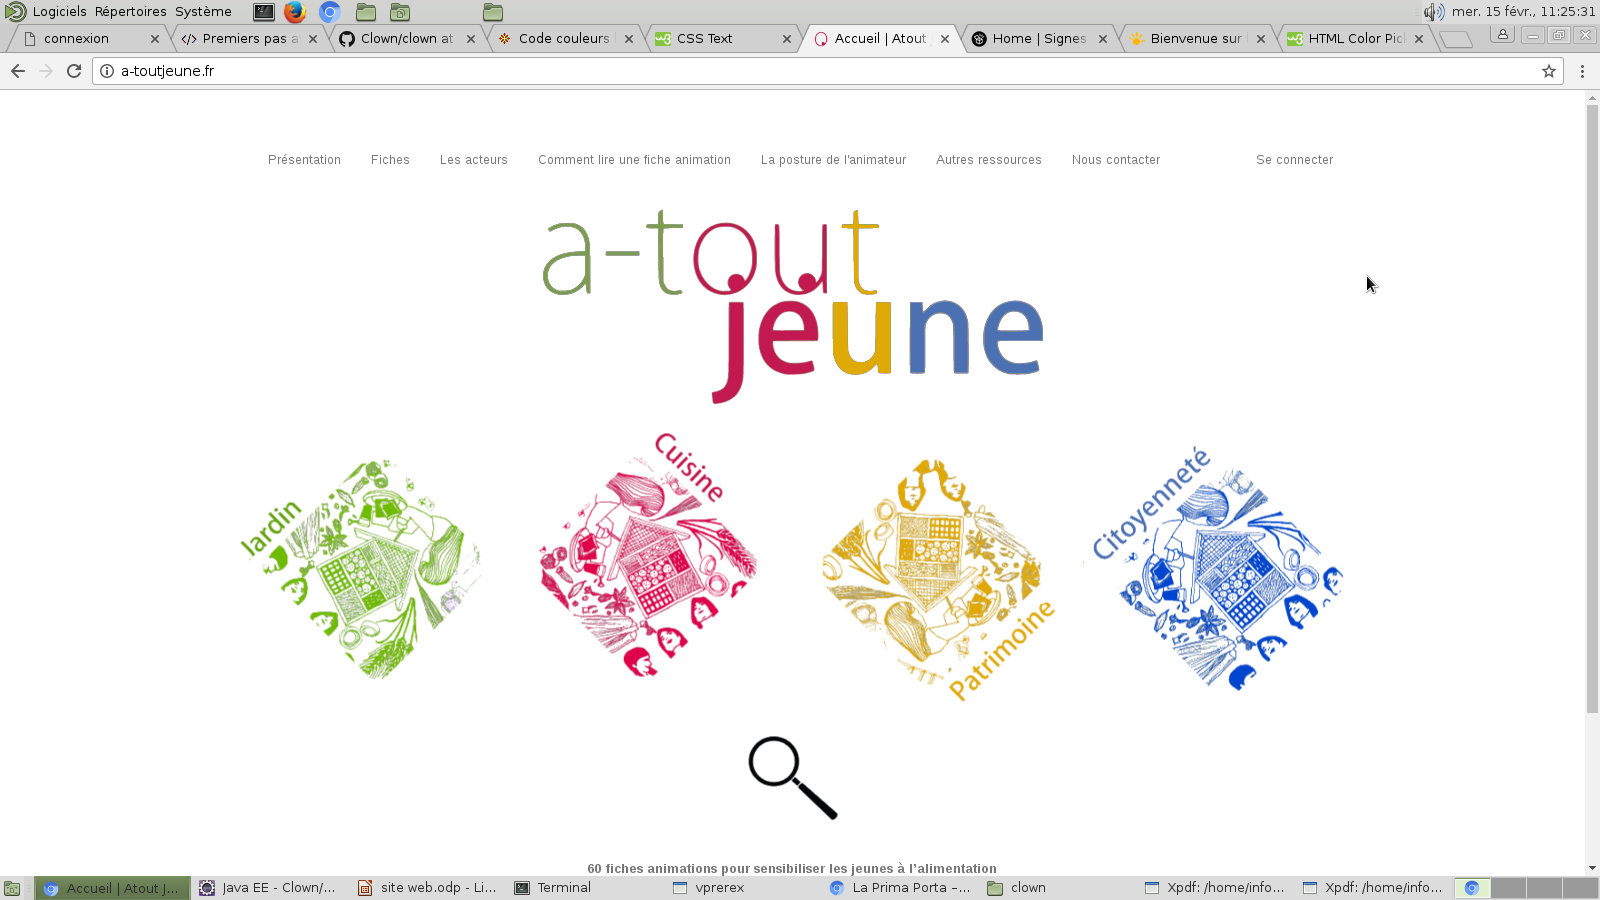 Logiciels Répertoires Système
mer. 15 févr., 11:25:31
connexion
Premiers pas a
Clown/clown at
Code couleurs
CSS Text
Accueil | Atout
Home | Signes
Bienvenue sur
HTML Color Pic
a-toutjeune.fr
Présentation
Fiches
Les acteurs
Comment lire une fiche animation
La posture de l'animateur
Autres ressources
Nous contacter
Se connecter
a-tout
jeune
Jardin
Cuisine
Patrimoine
Citoyenneté
60 fiches animations pour sensibiliser les jeunes à l'alimentation
Accueil | Atout J...
Java EE - Clown/...
site web.odp - Li...
Terminal
vprerex
La Prima Porta –...
clown
Xpdf: /home/info...
Xpdf: /home/info...